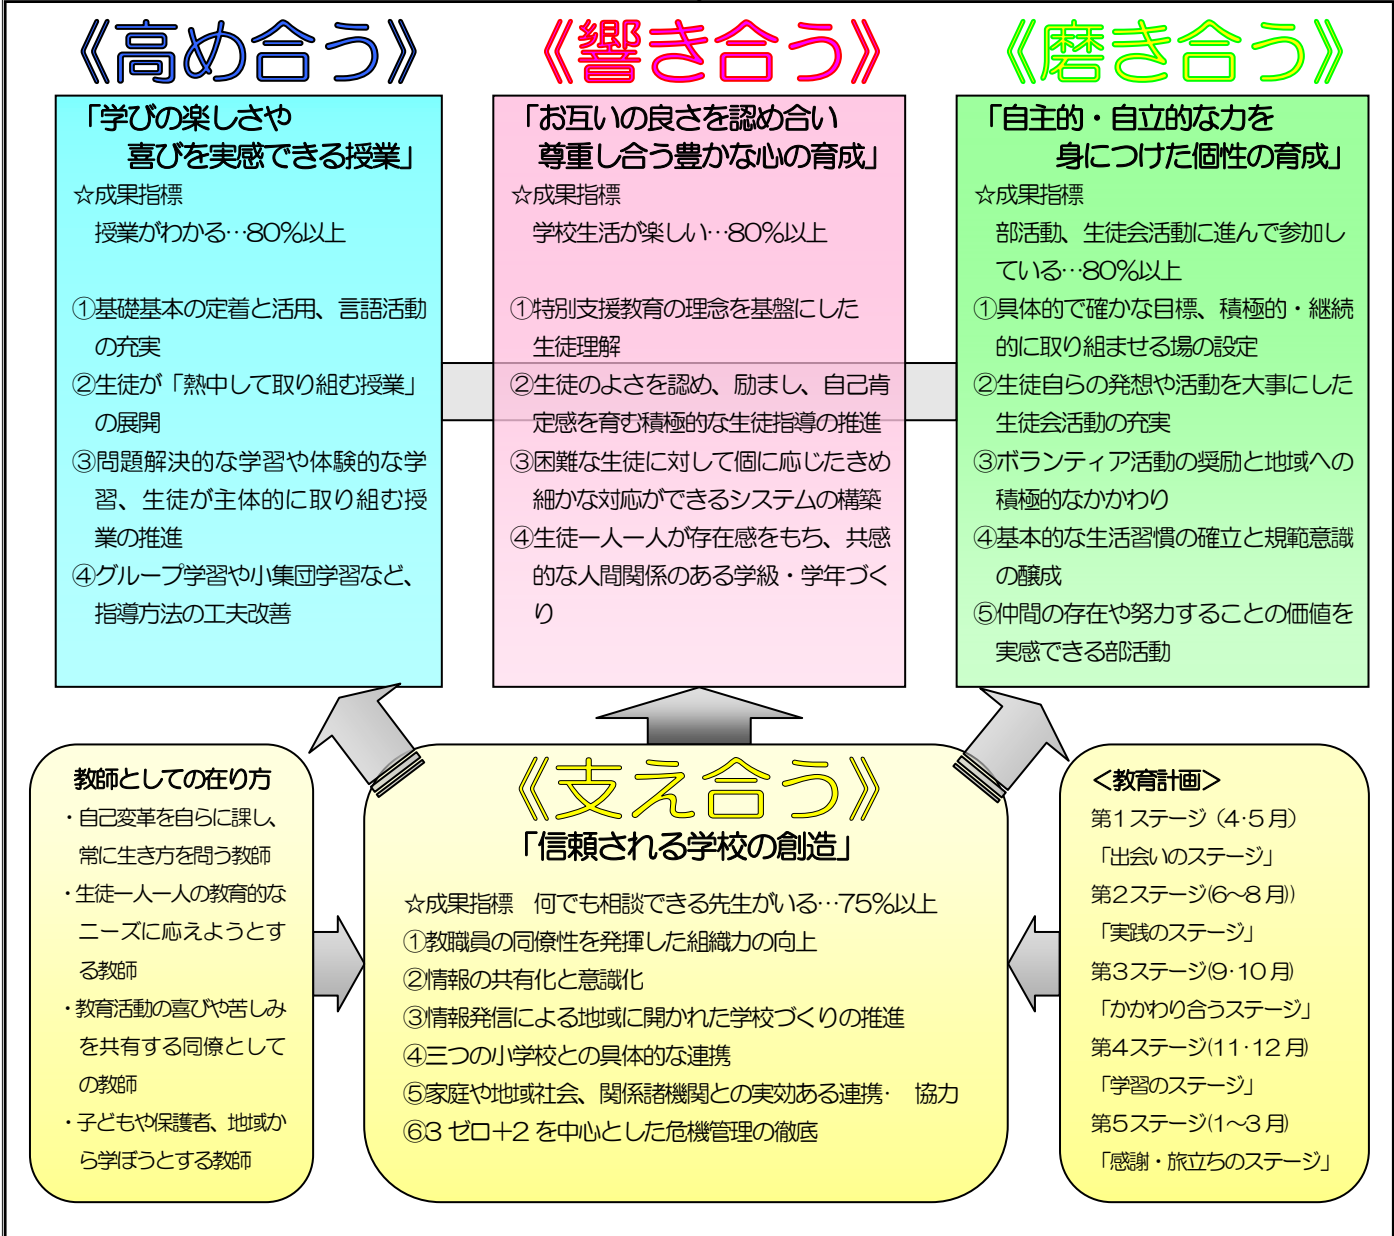 《高め合う》
「学びの楽しさや
喜びを実感できる授業」
☆成果指標
授業がわかる…80%以上
①基礎基本の定着と活用、言語活動
の充実
②生徒が「熱中して取り組む授業」
の展開
③問題解決的な学習や体験的な学
習、生徒が主体的に取り組む授
業の推進
④グループ学習や小集団学習など、
指導方法の工夫改善
《響き合う》
「お互いの良さを認め合い
尊重し合う豊かな心の育成」
☆成果指標
学校生活が楽しい…80%以上
①特別支援教育の理念を基盤にした
生徒理解
②生徒のよさを認め、励まし、自己肯
定感を育む積極的な生徒指導の推進
③困難な生徒に対して個に応じたきめ
細かな対応ができるシステムの構築
④生徒一人一人が存在感をもち、共感
的な人間関係のある学級・学年づく
り
《磨き合う》
「自主的・自立的な力を
身につけた個性の育成」
☆成果指標
部活動、生徒会活動に進んで参加し
ている…80%以上
①具体的で確かな目標、積極的・継続
的に取り組ませる場の設定
②生徒自らの発想や活動を大事にした
生徒会活動の充実
③ボランティア活動の奨励と地域への
積極的なかかわり
④基本的な生活習慣の確立と規範意識
の醸成
⑤仲間の存在や努力することの価値を
実感できる部活動
教師としての在り方
・自己変革を自らに課し、
常に生き方を問う教師
・生徒一人一人の教育的な
ニーズに応えようとす
る教師
・教育活動の喜びや苦しみ
を共有する同僚として
の教師
・子どもや保護者、地域か
ら学ぼうとする教師
《支え合う》
「信頼される学校の創造」
☆成果指標　何でも相談できる先生がいる…75%以上
①教職員の同僚性を発揮した組織力の向上
②情報の共有化と意識化
③情報発信による地域に開かれた学校づくりの推進
④三つの小学校との具体的な連携
⑤家庭や地域社会、関係諸機関との実効ある連携・　協力
⑥3 ゼロ＋2 を中心とした危機管理の徹底
＜教育計画＞
第1ステージ（4・5月）
「出会いのステージ」
第2ステージ(6～8月))
「実践のステージ」
第3ステージ(9・10月)
「かかわり合うステージ」
第4ステージ(11・12月)
「学習のステージ」
第5ステージ(1～3月)
「感謝・旅立ちのステージ」